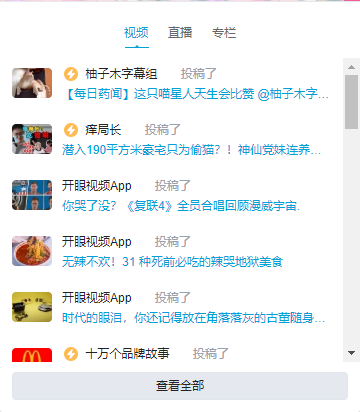 视频 直播 专栏
柚子木字幕组 投稿了
【每日药闻】这只喵星人天生会比赞 @柚子木字...
痒局长 投稿了
潜入190平方米豪宅只为偷猫？！神仙党妹连养...
开眼视频App 投稿了
你哭了没？《复联4》全员合唱回顾漫威宇宙.
开眼视频App 投稿了
无辣不欢！31 种死前必吃的辣哭地狱美食
开眼视频App 投稿了
时代的眼泪，你还记得放在角落落灰的古董随身...
十万个品牌故事 投稿了
查看全部